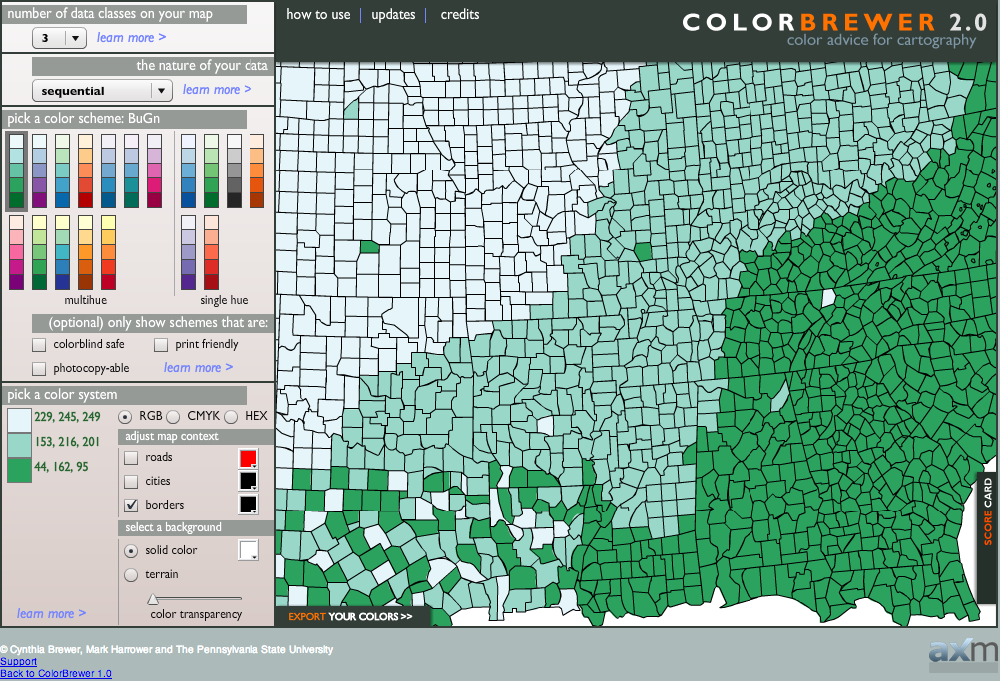 number of data classes on your map
3
learn more >
the nature of your data
sequential
learn more >
pick a color scheme: BuGn
multihue
single hue
(optional) only show schemes that are:
colorblind safe
print friendly
photocopy-able
learn more >
pick a color system
229, 245, 249
153, 216, 201
44, 162, 95
RGB
CMYK
HEX
adjust map context
roads
cities
borders
select a background
solid color
terrain
color transparency
learn more >
how to use
updates
credits
COLORBREWER 2.0
color advice for cartography
SCORE CARD
EXPORT YOUR COLORS >>
© Cynthia Brewer, Mark Harrower and The Pennsylvania State University
Support
Back to ColorBrewer 1.0
axm